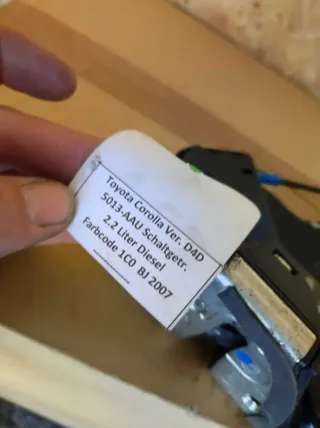 Toyota Corolla Ver. D4D
5013-AAU Schaltgetr.
2.2 Liter Diesel
Farbcode 1C0 BJ 2007